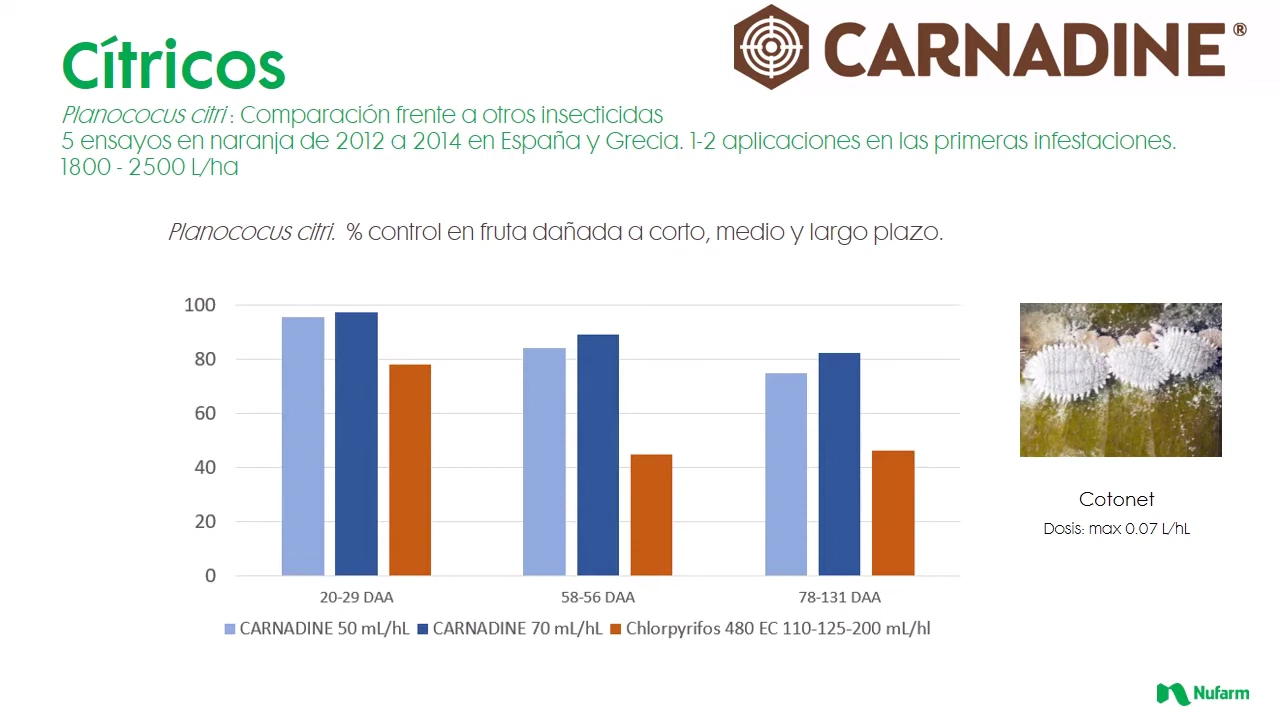 Cítricos
CARNADINE®
Planococus citri : Comparación frente a otros insecticidas
5 ensayos en naranja de 2012 a 2014 en España y Grecia. 1-2 aplicaciones en las primeras infestaciones.
1800 - 2500 L/ha
Planococus citri. % control en fruta dañada a corto, medio y largo plazo.
100
80
60
40
20
0
20-29 DAA
58-56 DAA
78-131 DAA
CARNADINE 50 mL/hL CARNADINE 70 mL/hL Chlorpyrifos 480 EC 110-125-200 mL/hl
Cotonet
Dosis: max 0.07 L/hL
Nufarm